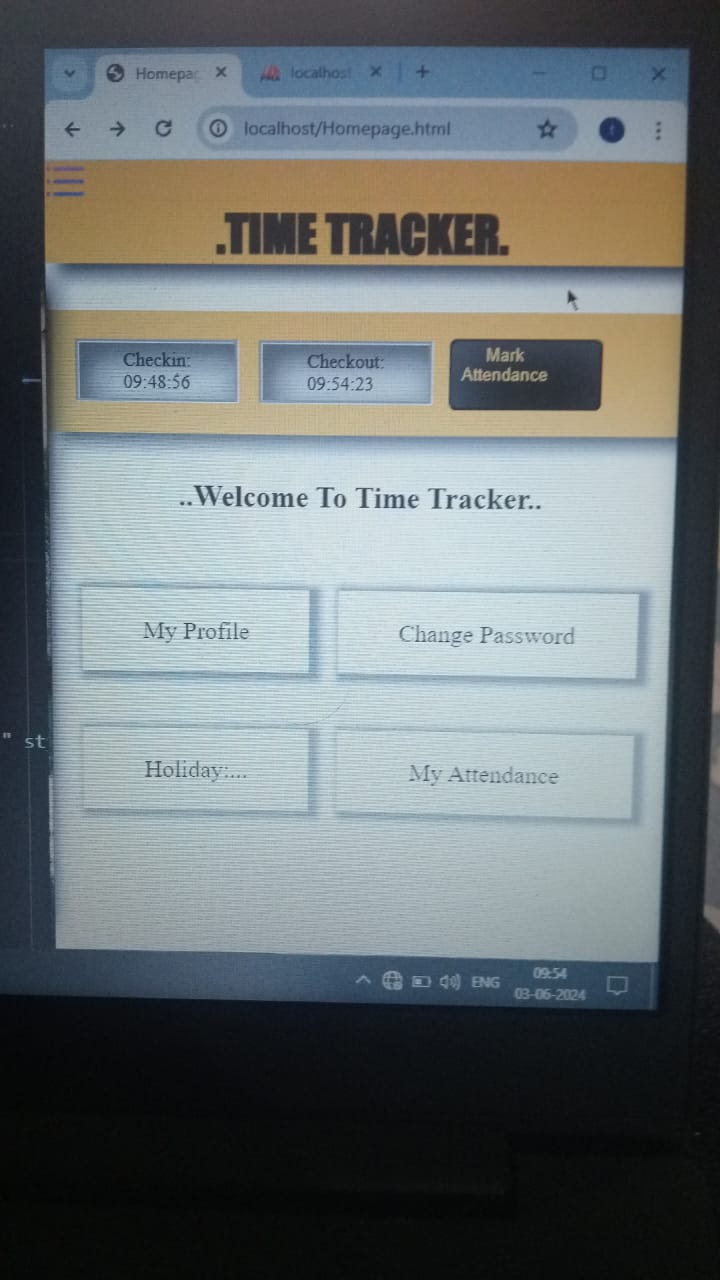 Homepag
localhost
localhost/Homepage.html
.TIME TRACKER.
Checkin:
09:48:56
Checkout:
09:54:23
Mark
Attendance
..Welcome To Time Tracker..
My Profile
Change Password
Holiday:...
My Attendance
" st
ENG
09:54
03-06-2024